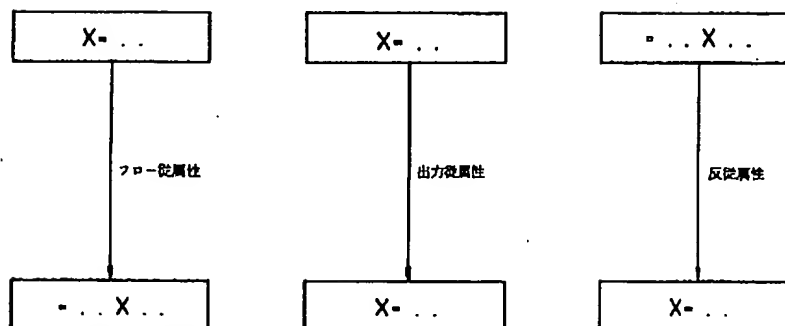 X= . .
X= . .
= . . X . .
フロー従属性
出力従属性
反従属性
= . . X . .
X= . .
X= . .